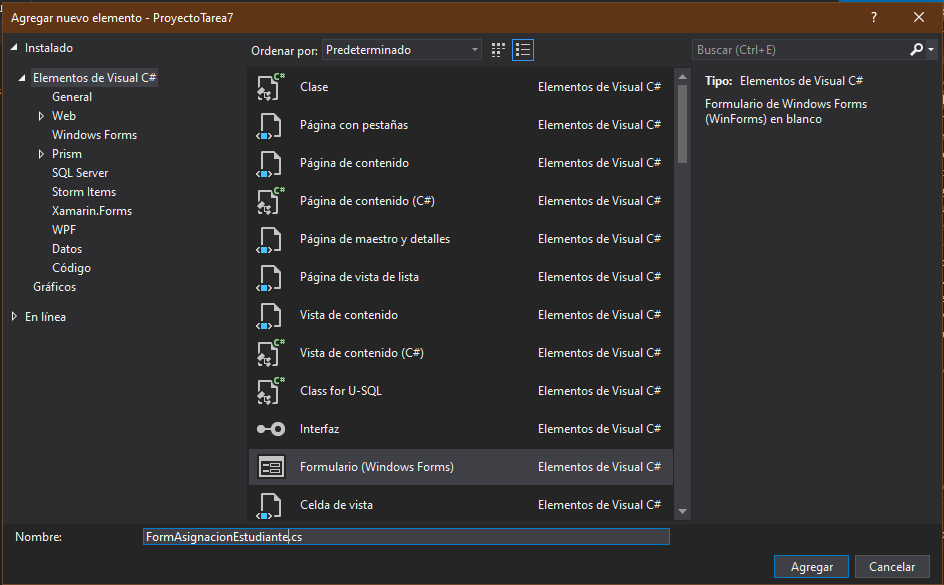 Agregar nuevo elemento - ProyectoTarea7
?
Instalado
Ordenar por: Predeterminado
Buscar (Ctrl+E)
Elementos de Visual C#
General
Web
Windows Forms
Prism
SQL Server
Storm Items
Xamarin.Forms
WPF
Datos
Código
Gráficos
En línea
C# Clase Elementos de Visual C#
Página con pestañas Elementos de Visual C#
Página de contenido Elementos de Visual C#
C# Página de contenido (C#) Elementos de Visual C#
Página de maestro y detalles Elementos de Visual C#
Página de vista de lista Elementos de Visual C#
Vista de contenido Elementos de Visual C#
C# Vista de contenido (C#) Elementos de Visual C#
C# Class for U-SQL Elementos de Visual C#
Interfaz Elementos de Visual C#
Formulario (Windows Forms) Elementos de Visual C#
Celda de vista Elementos de Visual C#
Tipo: Elementos de Visual C#
Formulario de Windows Forms
(WinForms) en blanco
Nombre: FormAsignacionEstudiante.cs
Agregar Cancelar